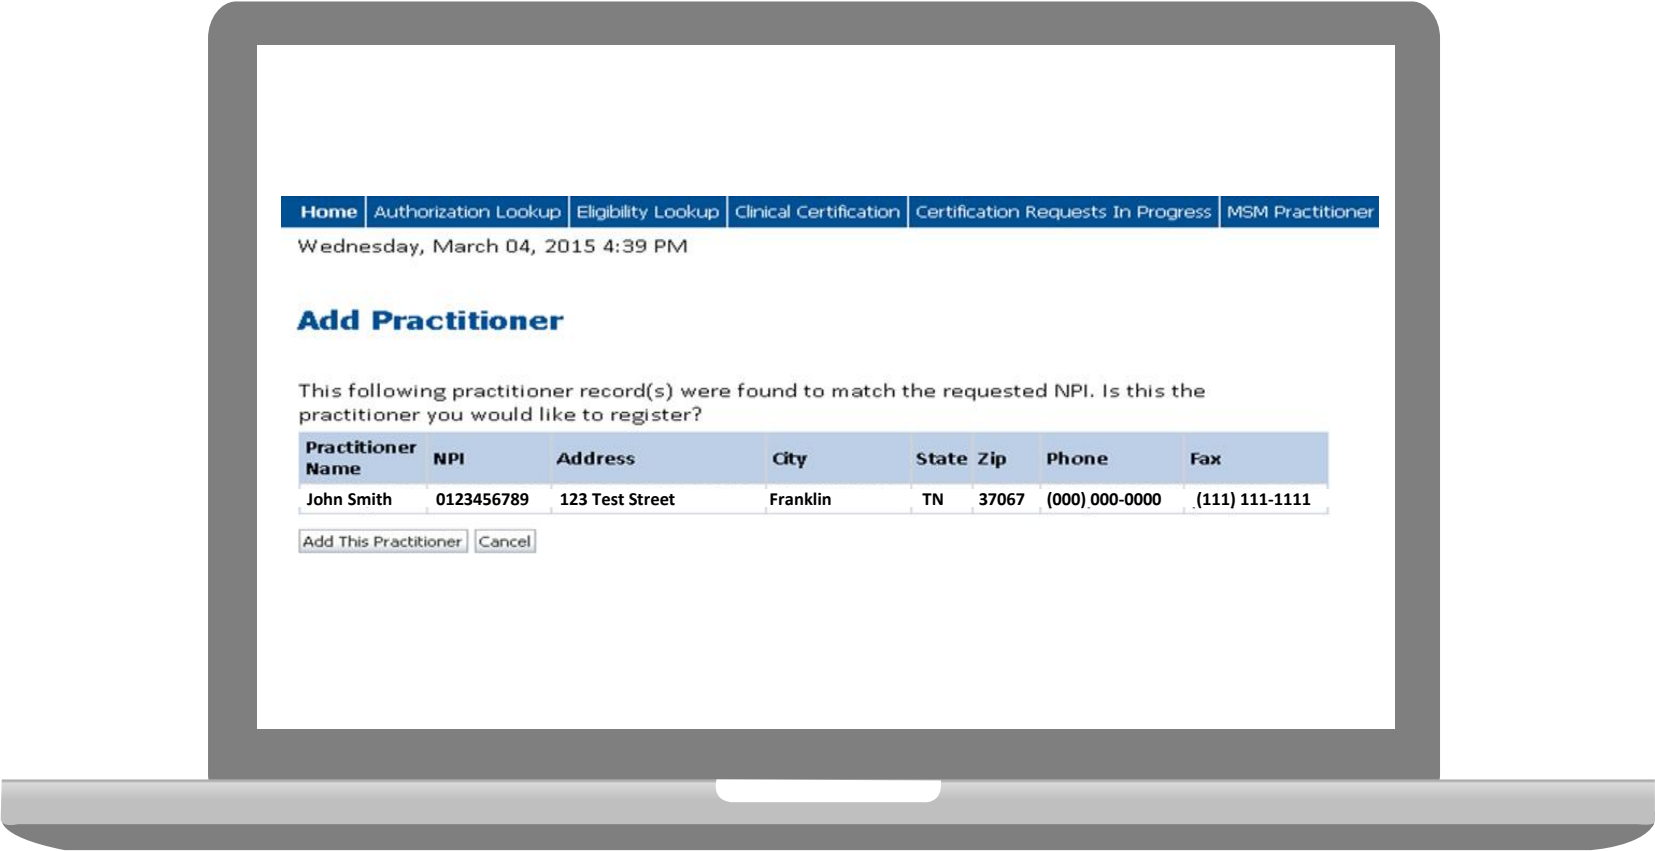 Home Authorization Lookup Eligibility Lookup Clinical Certification Certification Requests In Progress MSM Practitioner
Wednesday, March 04, 2015 4:39 PM
Add Practitioner
This following practitioner record(s) were found to match the requested NPI. Is this the
practitioner you would like to register?
Practitioner Name NPI Address City State Zip Phone Fax
John Smith 0123456789 123 Test Street Franklin TN 37067 (000) 000-0000 (111) 111-1111
Add This Practitioner Cancel